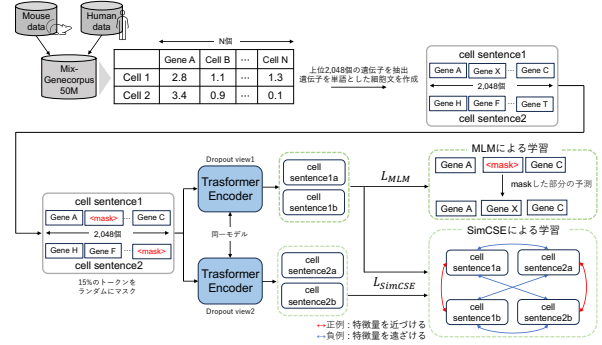 Mouse
data
Human
data
Mix-
Genecorpus
50M
N個
Gene A
Cell B
…
Cell N
Cell 1
2.8
1.1
…
1.3
Cell 2
3.4
0.9
…
0.1
上位2,048個の遺伝子を抽出
遺伝子を単語とした細胞文を作成
cell sentence1
Gene A
Gene X
…
Gene C
2,048個
Gene H
Gene F
…
Gene T
cell sentence2
cell sentence1
Gene A
<mask>
…
Gene C
2,048個
Gene H
Gene F
…
<mask>
cell sentence2
15%のトークンを
ランダムにマスク
Dropout view1
Trasformer
Encoder
同一モデル
Trasformer
Encoder
Dropout view2
cell
sentence1a
cell
sentence1b
cell
sentence2a
cell
sentence2b
L_MLM
L_SimCSE
MLMによる学習
Gene A
<mask>
Gene C
maskした部分の予測
Gene A
Gene X
Gene C
SimCSEによる学習
cell
sentence1a
cell
sentence2a
cell
sentence1b
cell
sentence2b
↔正例 : 特徴量を近づける
↔負例 : 特徴量を遠ざける